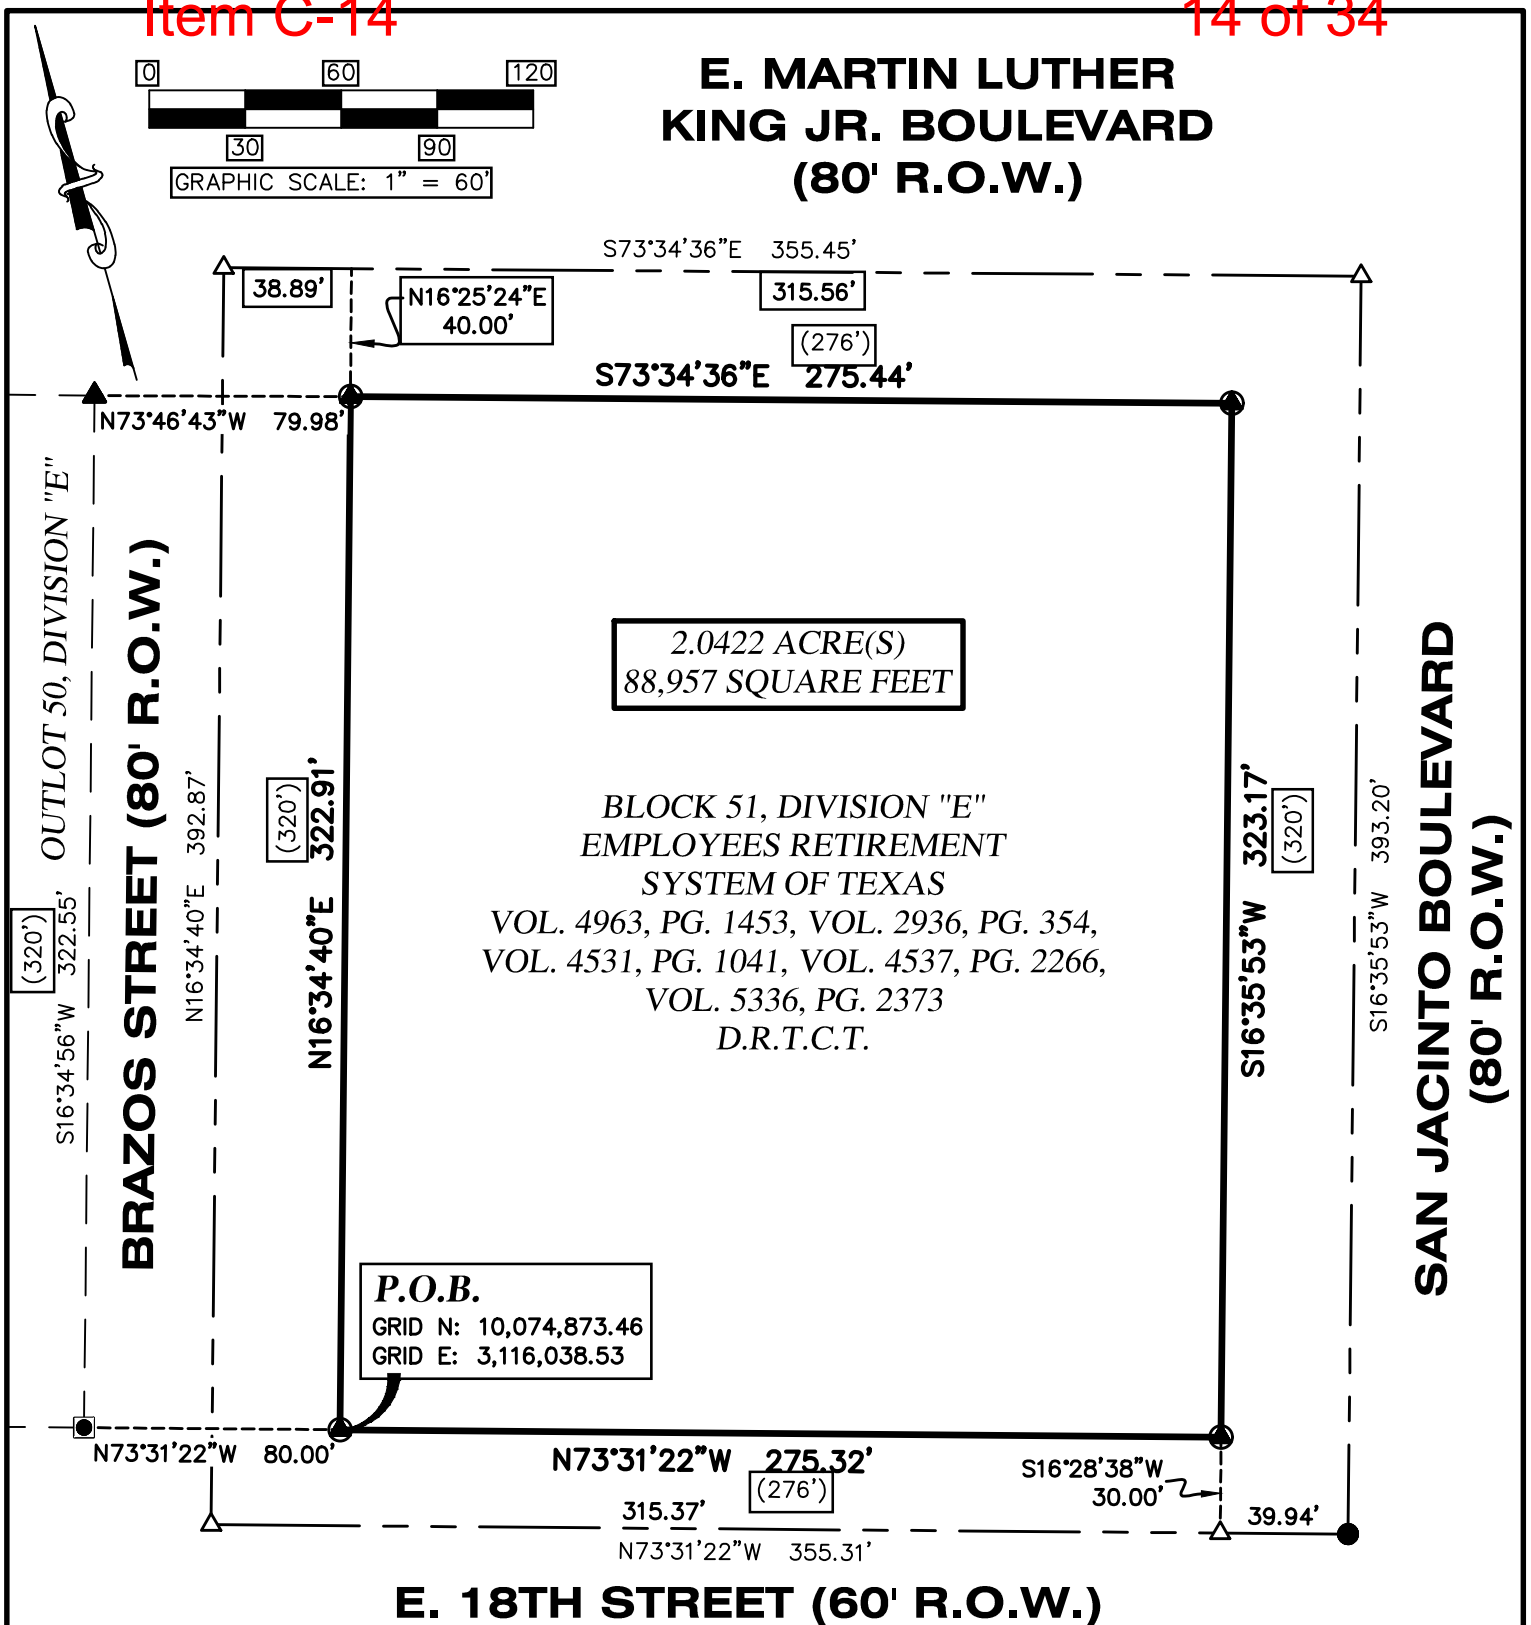 Item C-14
14 of 34
0 60 120
30 90
GRAPHIC SCALE: 1" = 60'
E. MARTIN LUTHER
KING JR. BOULEVARD
(80' R.O.W.)
S73°34'36"E 355.45'
38.89'
N16°25'24"E
40.00'
315.56'
(276')
S73°34'36"E 275.44'
N73°46'43"W 79.98'
OUTLOT 50, DIVISION "E"
S16°34'56"W 322.55'
(320')
BRAZOS STREET (80' R.O.W.)
N16°34'40"E 392.87'
(320')
N16°34'40"E 322.91'
2.0422 ACRE(S)
88,957 SQUARE FEET
BLOCK 51, DIVISION "E"
EMPLOYEES RETIREMENT
SYSTEM OF TEXAS
VOL. 4963, PG. 1453, VOL. 2936, PG. 354,
VOL. 4531, PG. 1041, VOL. 4537, PG. 2266,
VOL. 5336, PG. 2373
D.R.T.C.T.
S16°35'53"W 323.17'
(320')
S16°35'53"W 393.20'
SAN JACINTO BOULEVARD
(80' R.O.W.)
P.O.B.
GRID N: 10,074,873.46
GRID E: 3,116,038.53
N73°31'22"W 80.00'
N73°31'22"W 275.32'
(276')
S16°28'38"W
30.00'
315.37'
39.94'
N73°31'22"W 355.31'
E. 18TH STREET (60' R.O.W.)